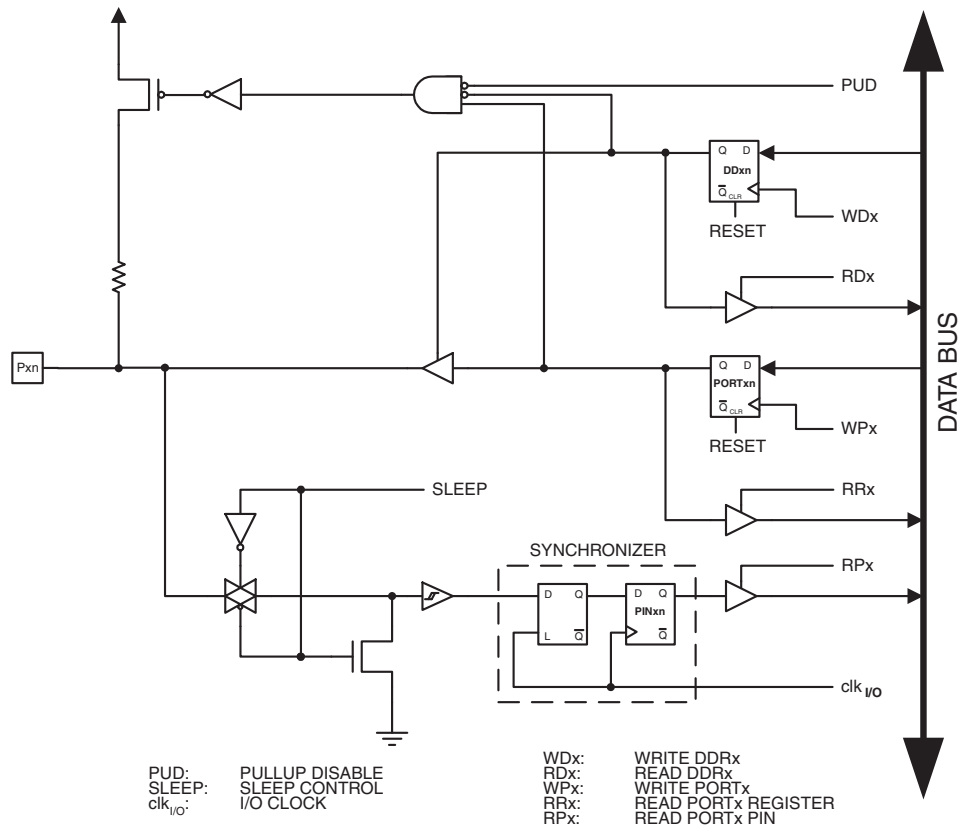 PUD
Q D
DDxn
Q CLR
WDx
RESET
RDx
Pxn
Q D
PORTxn
Q CLR
WPx
RESET
DATA BUS
SLEEP
RRx
SYNCHRONIZER
RPx
D Q
L Q
D Q
PINxn
Q
clk I/O
PUD: PULLUP DISABLE
SLEEP: SLEEP CONTROL
clk I/O: I/O CLOCK
WDx: WRITE DDRx
RDx: READ DDRx
WPx: WRITE PORTx
RRx: READ PORTx REGISTER
RPx: READ PORTx PIN